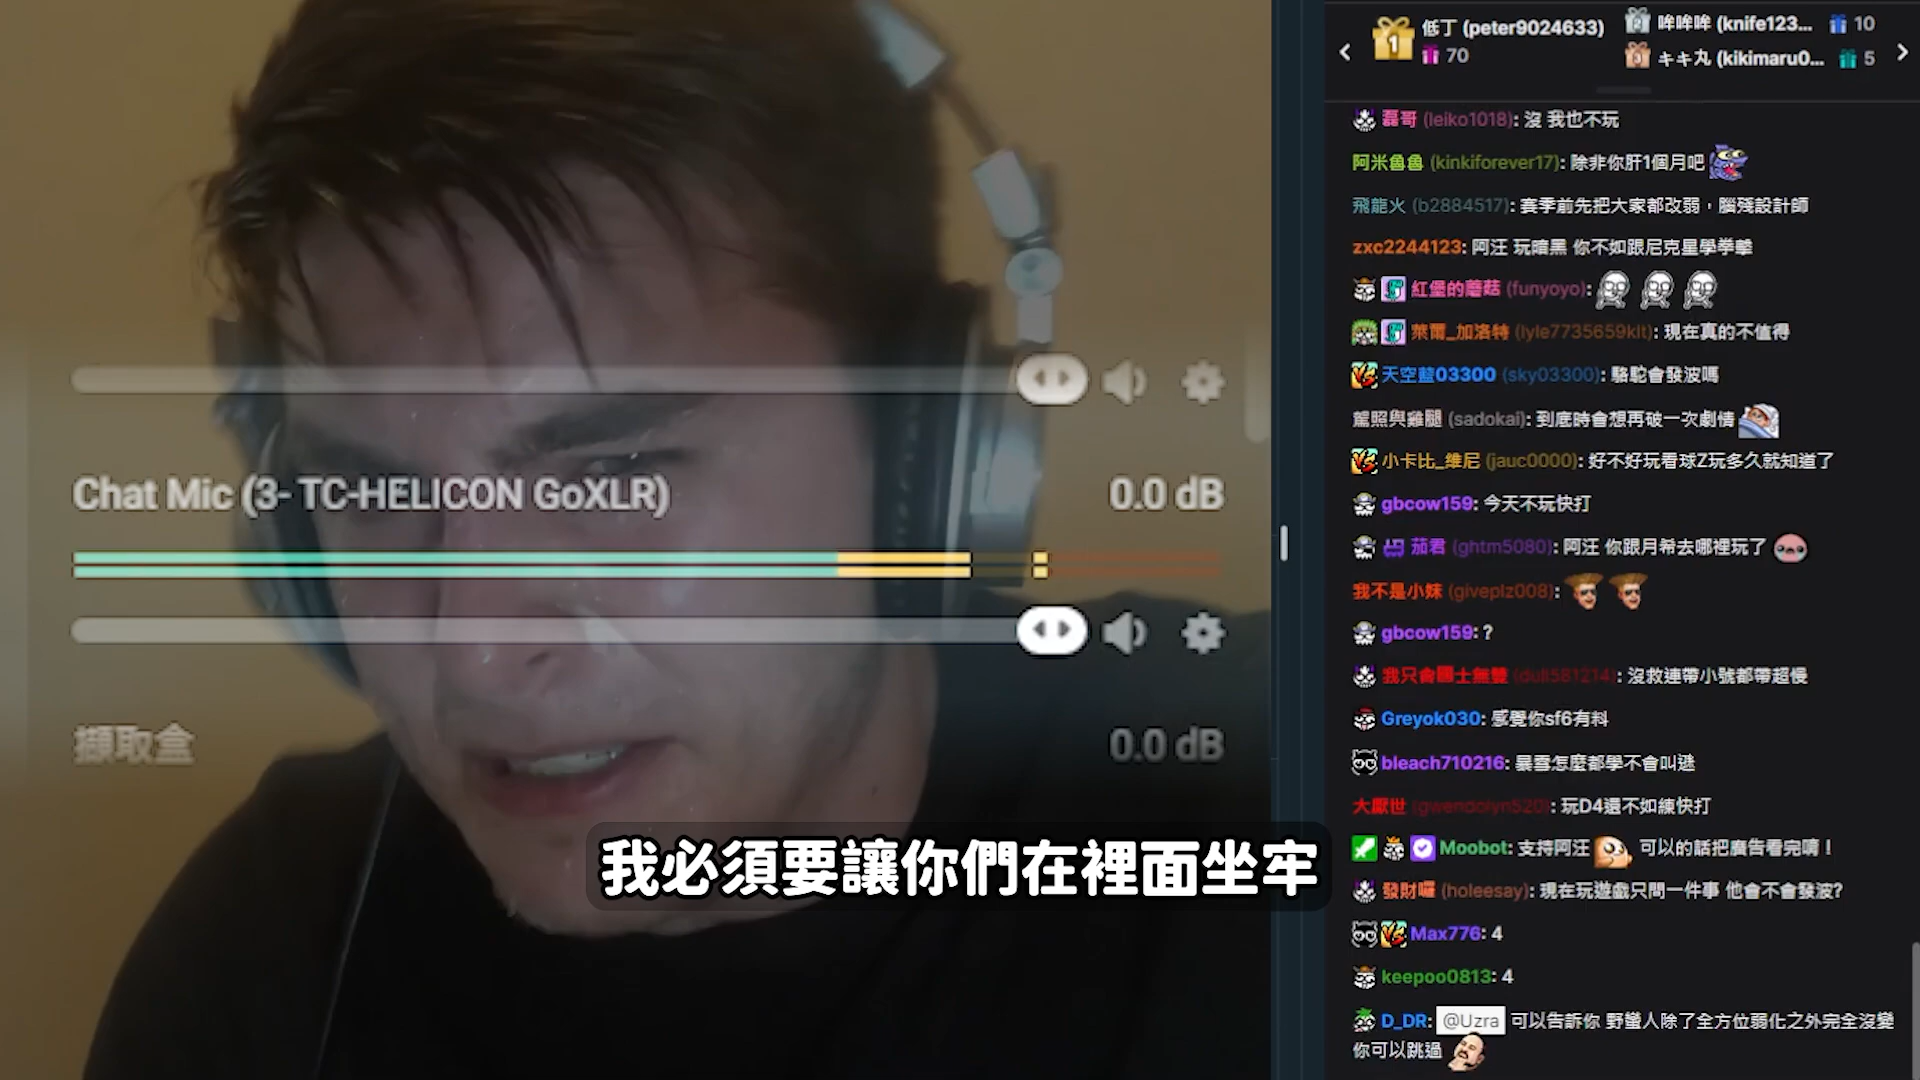 Chat Mic (3- TC-HELICON GoXLR)
0.0 dB
擷取盒
0.0 dB
我必須要讓你們在裡面坐牢
1
低丁 (peter9024633)
70
哞哞哞 (knife123...
10
キキ丸 (kikimaru0...
5
磊哥 (leiko1018): 沒 我也不玩
阿米魯魯 (kinkiforever17): 除非你肝1個月吧
飛龍火 (b2884517): 賽季前先把大家都改弱，腦殘設計師
zxc2244123: 阿汪 玩暗黑 你不如跟尼克星學拳擊
紅堡的蘑菇 (funyoyo):
萊爾_加洛特 (lyle7735659klt): 現在真的不值得
天空藍03300 (sky03300): 駱駝會發波嗎
駕照與雞腿 (sadokai): 到底時會想再破一次劇情
小卡比_維尼 (jauc0000): 好不好玩看球Z玩多久就知道了
gbcow159: 今天不玩快打
茄君 (ghtm5080): 阿汪 你跟月希去哪裡玩了
我不是小妹 (giveplz008):
gbcow159: ?
我只會國士無雙 (duli581214): 沒救連帶小號都帶超慢
Greyok030: 感覺你sf6有料
bleach710216: 暴雪怎麼都學不會叫遜
大厭世 (gwendolyn520): 玩D4還不如練快打
Moobot: 支持阿汪 可以的話把廣告看完唷！
發財囉 (holeesay): 現在玩遊戲只問一件事 他會不會發波?
Max776: 4
keepoo0813: 4
D_DR: @Uzra 可以告訴你 野蠻人除了全方位弱化之外完全沒變
你可以跳過